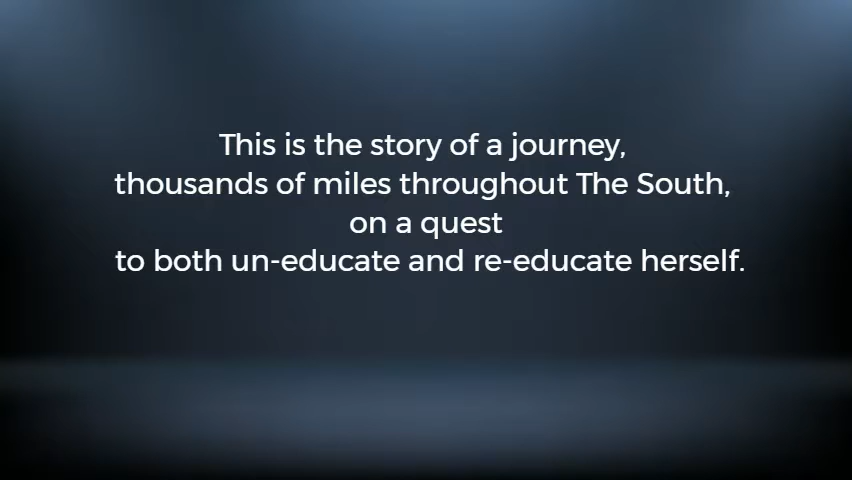 This is the story of a journey,
thousands of miles throughout The South,
on a quest
to both un-educate and re-educate herself.